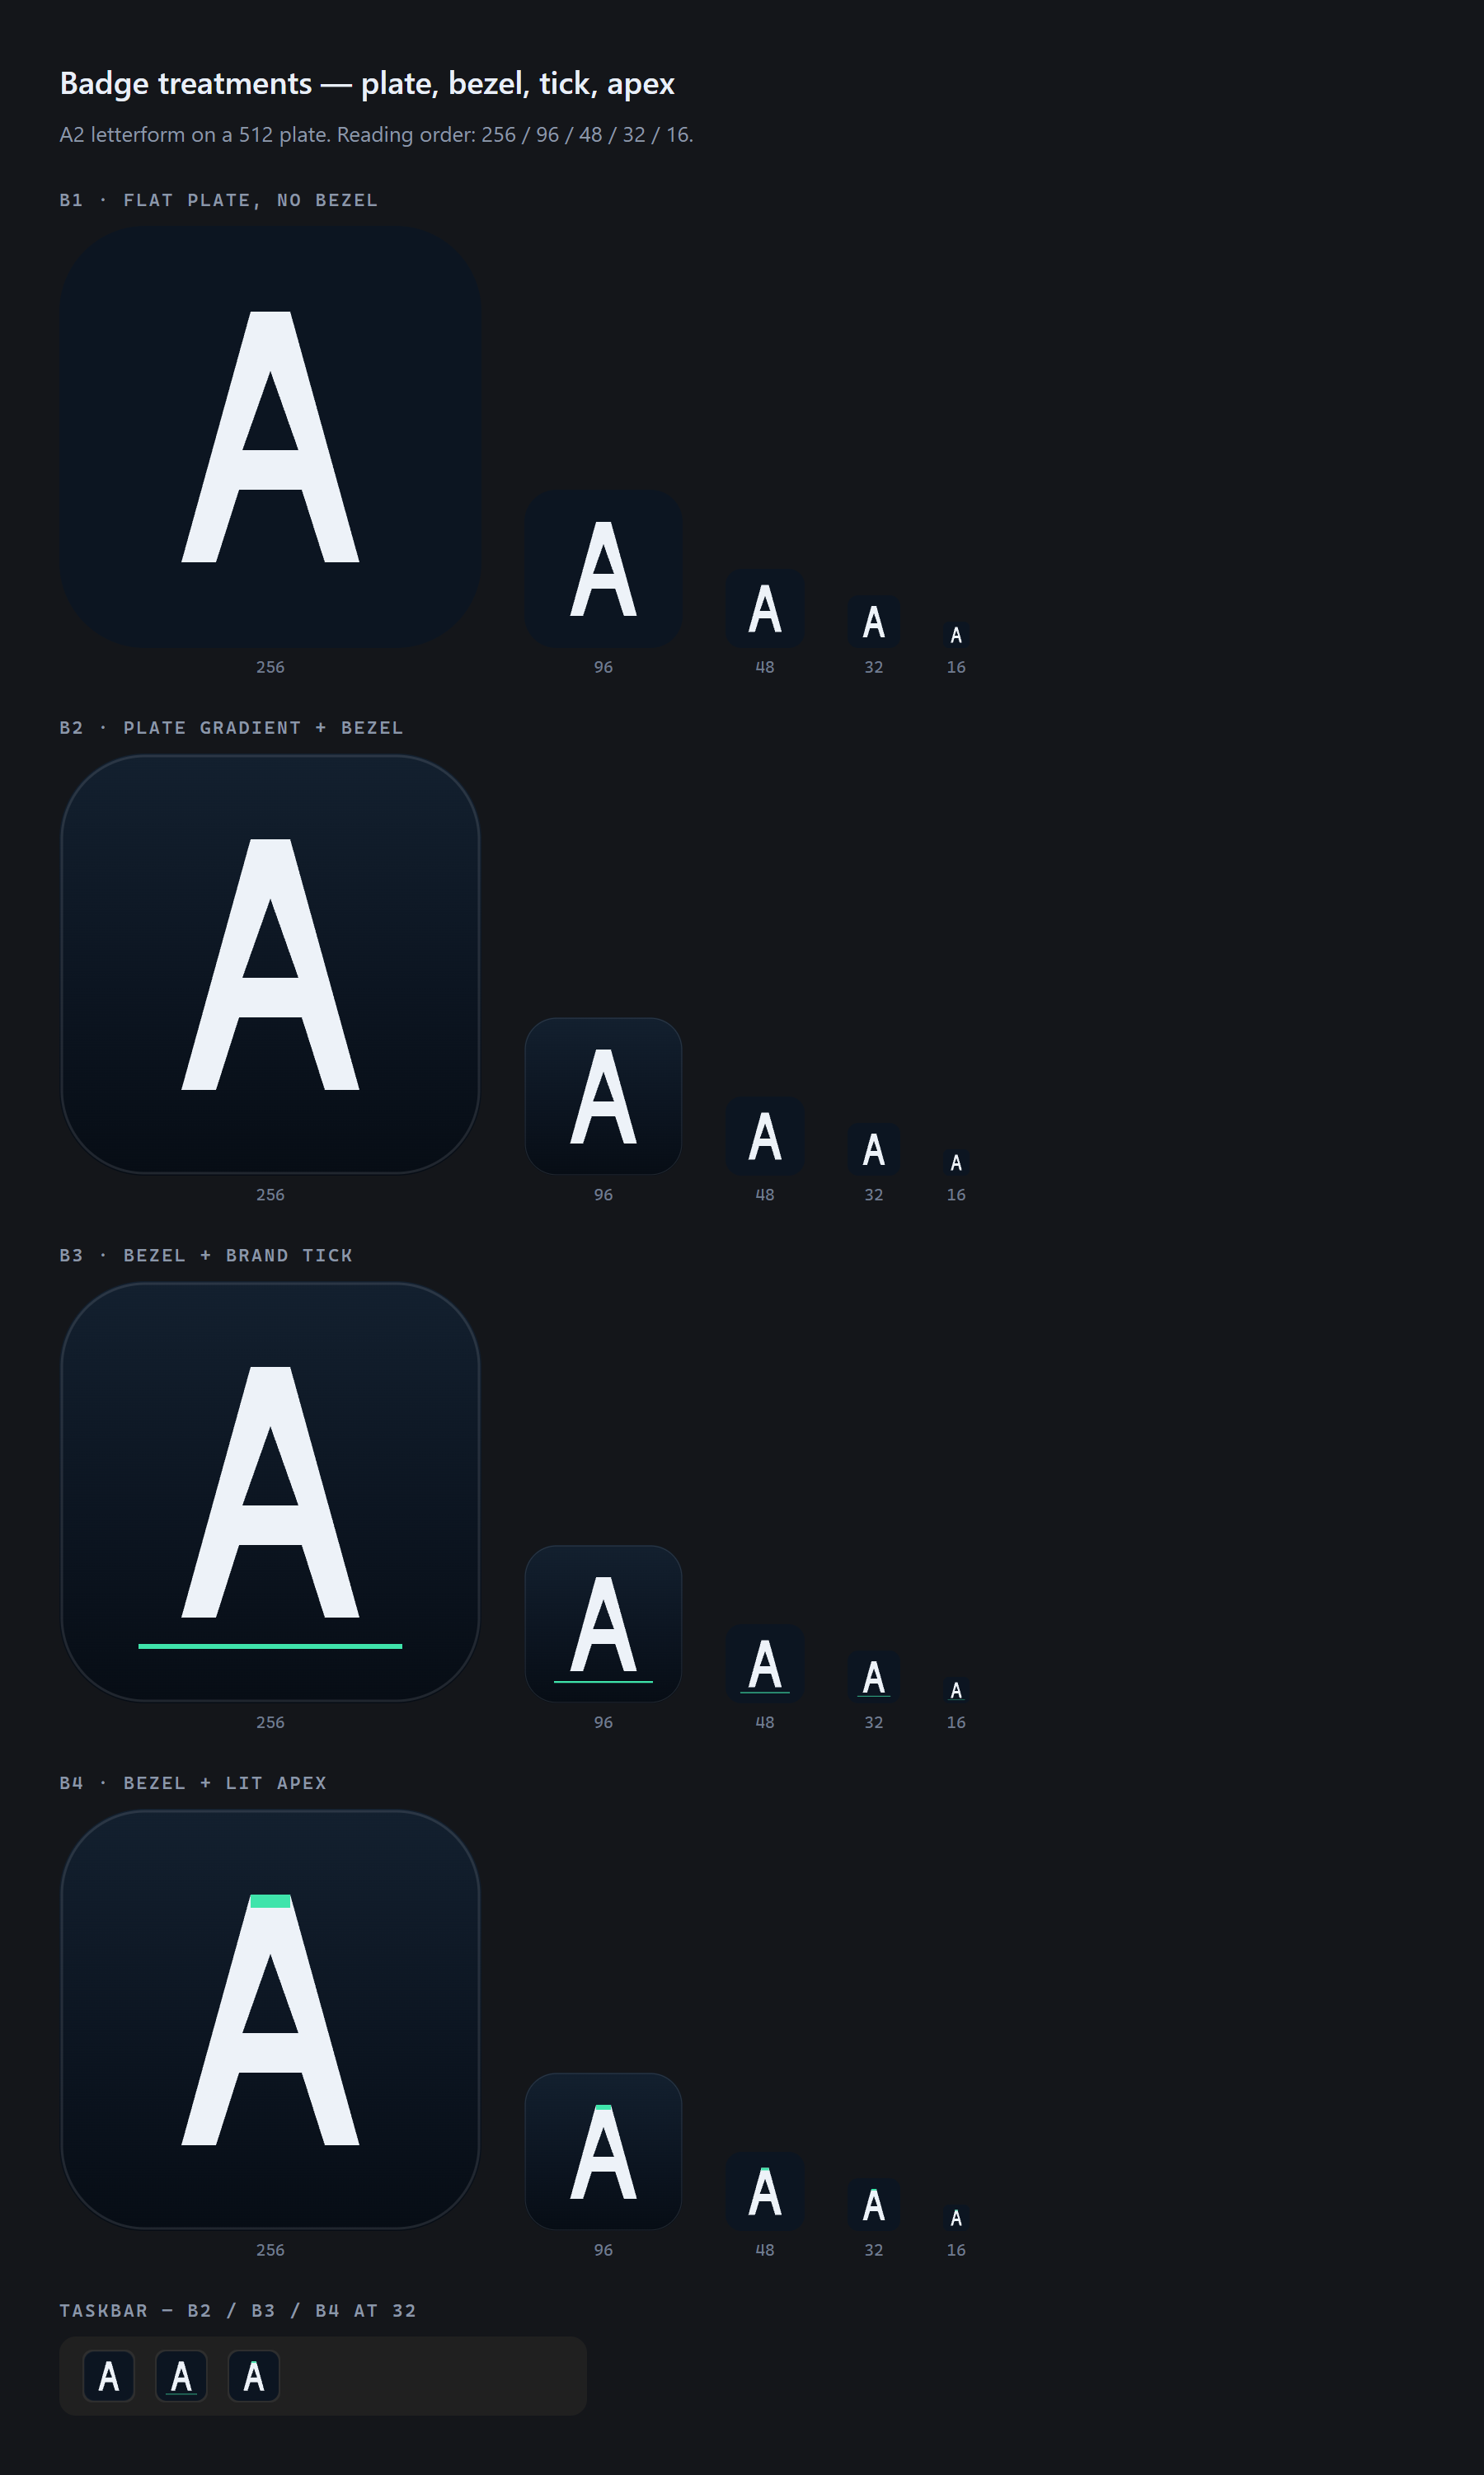 Badge treatments — plate, bezel, tick, apex
A2 letterform on a 512 plate. Reading order: 256 / 96 / 48 / 32 / 16.
B1 · FLAT PLATE, NO BEZEL
A A A A A
256 96 48 32 16
B2 · PLATE GRADIENT + BEZEL
A A A A A
256 96 48 32 16
B3 · BEZEL + BRAND TICK
A A A A A
256 96 48 32 16
B4 · BEZEL + LIT APEX
A A A A A
256 96 48 32 16
TASKBAR — B2 / B3 / B4 AT 32
A A A